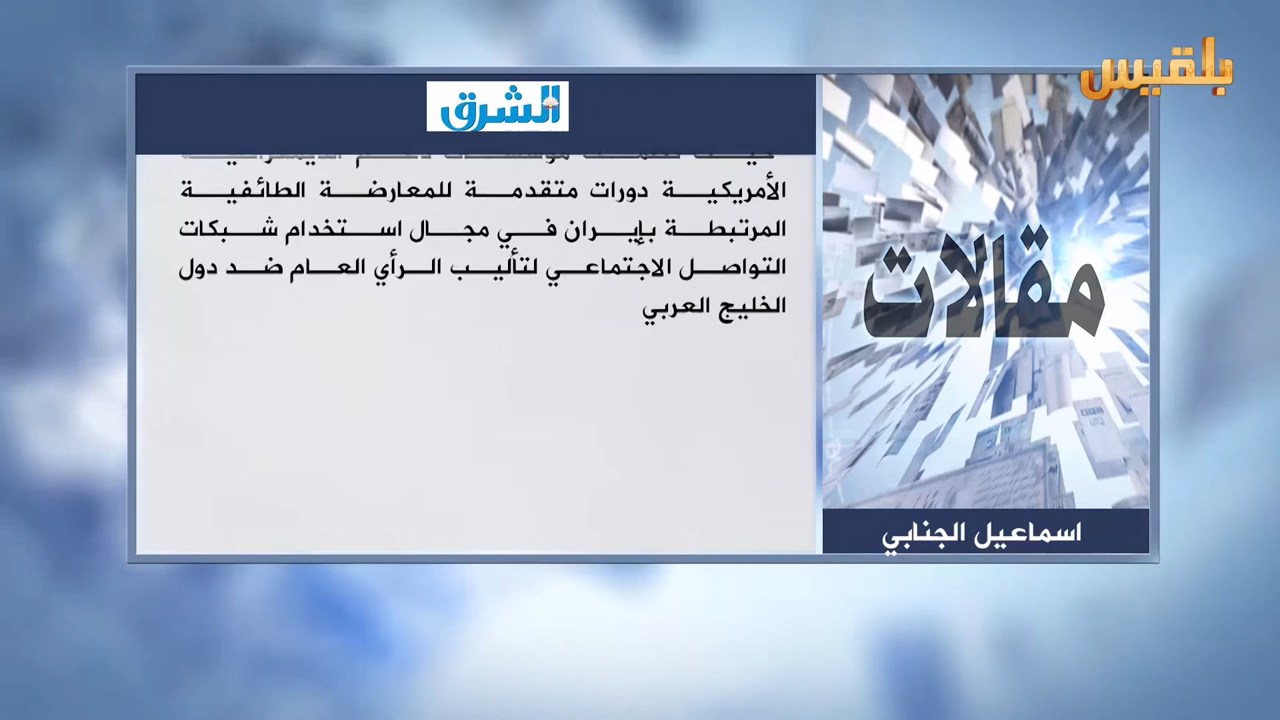 بلقيس
الشرق
الأمريكية دورات متقدمة للمعارضة الطائفية
المرتبطة بإيران في مجال استخدام شبكات
التواصل الاجتماعي لتأليب الرأي العام ضد دول
الخليج العربي
مقالات
اسماعيل الجنابي